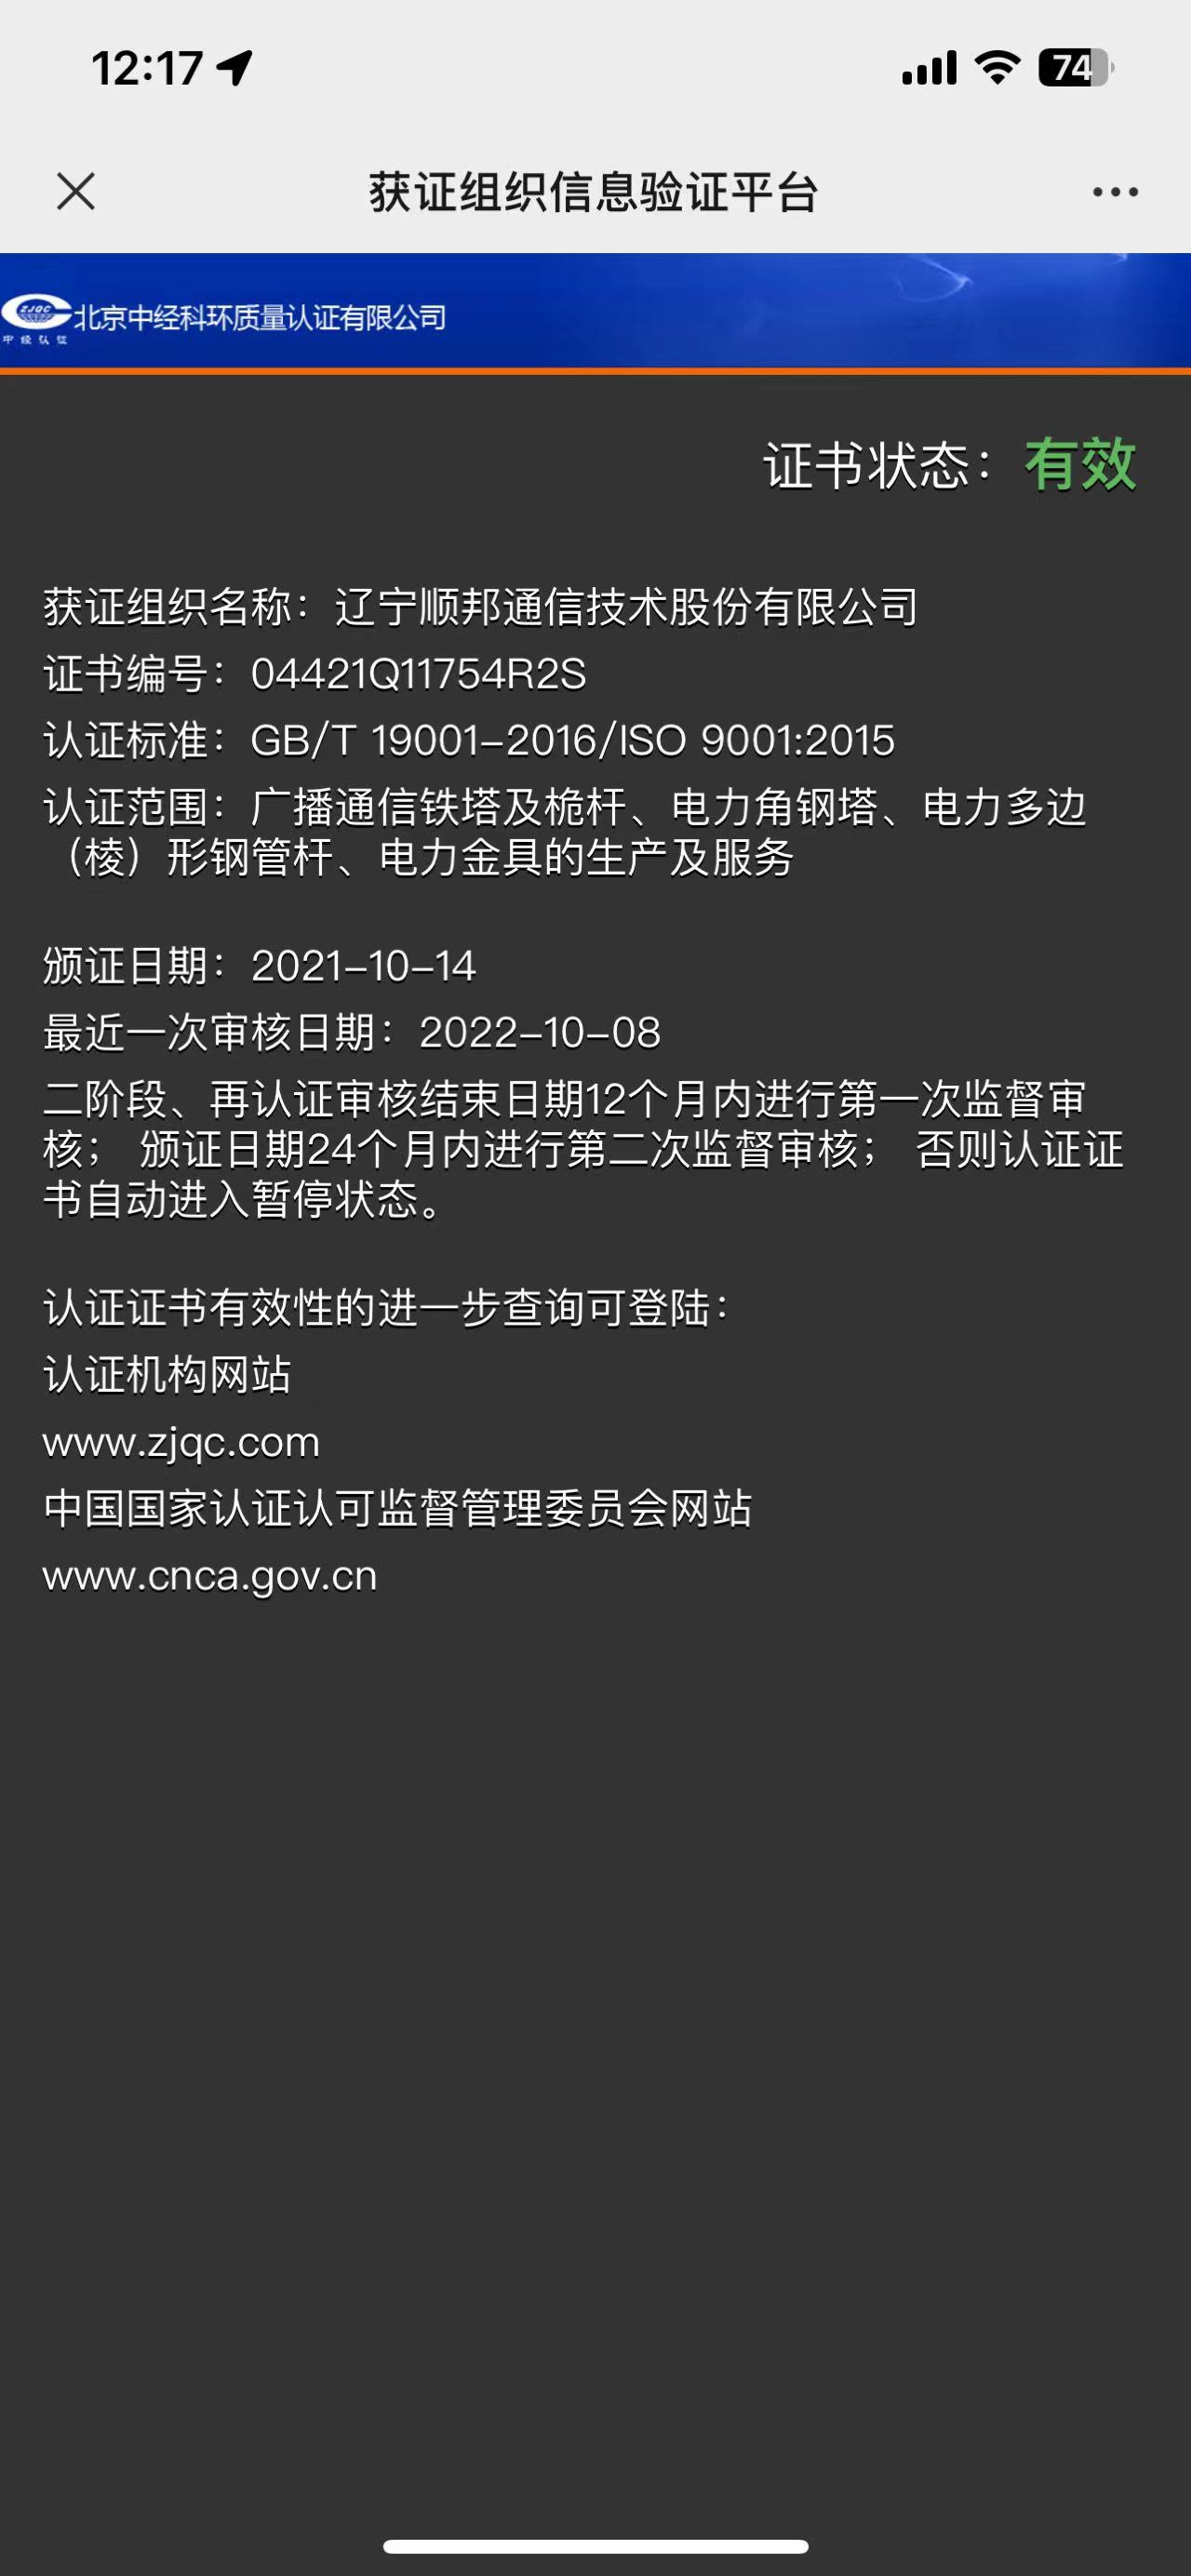 12:17
74
获证组织信息验证平台
ZJQC
中经认证
北京中经科环质量认证有限公司
证书状态：有效
获证组织名称：辽宁顺邦通信技术股份有限公司
证书编号：04421Q11754R2S
认证标准：GB/T 19001-2016/ISO 9001:2015
认证范围：广播通信铁塔及桅杆、电力角钢塔、电力多边
（棱）形钢管杆、电力金具的生产及服务
颁证日期：2021-10-14
最近一次审核日期：2022-10-08
二阶段、再认证审核结束日期12个月内进行第一次监督审
核； 颁证日期24个月内进行第二次监督审核； 否则认证证
书自动进入暂停状态。
认证证书有效性的进一步查询可登陆：
认证机构网站
www.zjqc.com
中国国家认证认可监督管理委员会网站
www.cnca.gov.cn